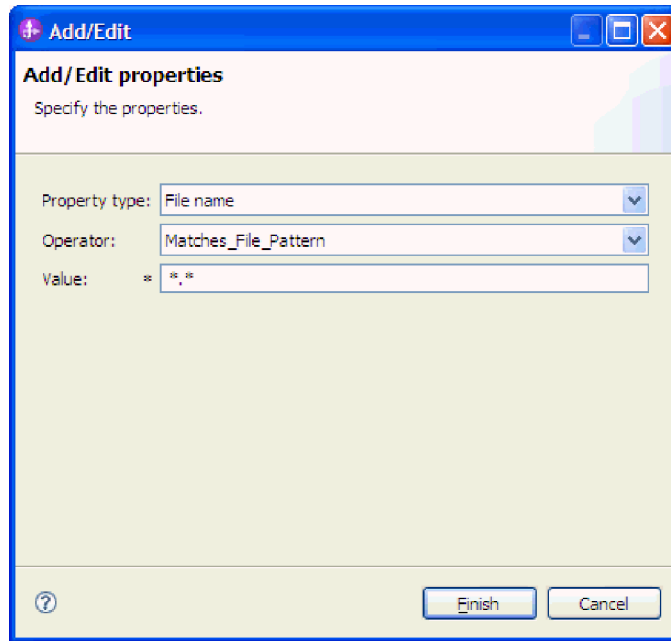 Add/Edit
Add/Edit properties
Specify the properties.
Property type: File name
Operator: Matches_File_Pattern
Value: * *.*
?
Finish Cancel